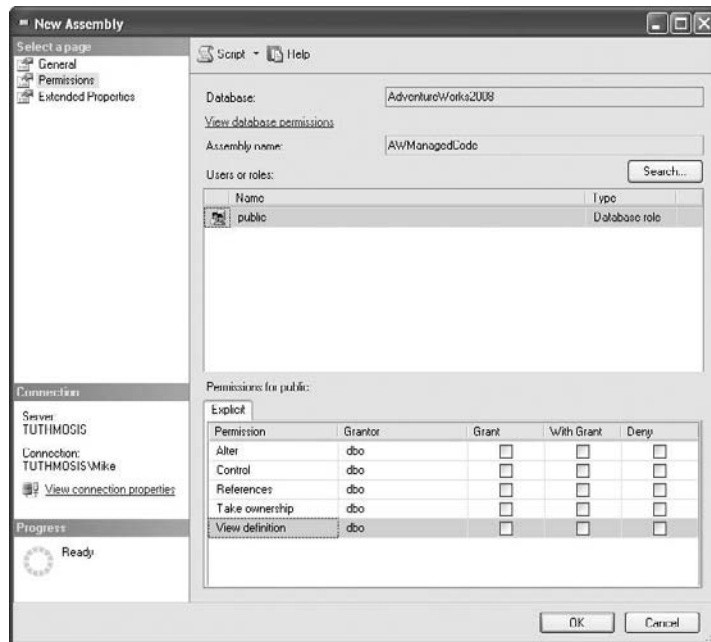 New Assembly
Select a page
General
Permissions
Extended Properties
Script Help
Database: AdventureWorks2008
View database permissions
Assembly name: AWManagedCode
Users or roles: Search...
Name Type
public Database role
Permissions for public:
Explicit
Permission Grantor Grant With Grant Deny
Alter dbo
Control dbo
References dbo
Take ownership dbo
View definition dbo
Connection
Server:
TUTHMOSIS
Connection:
TUTHMOSIS\Mike
View connection properties
Progress
Ready
OK Cancel